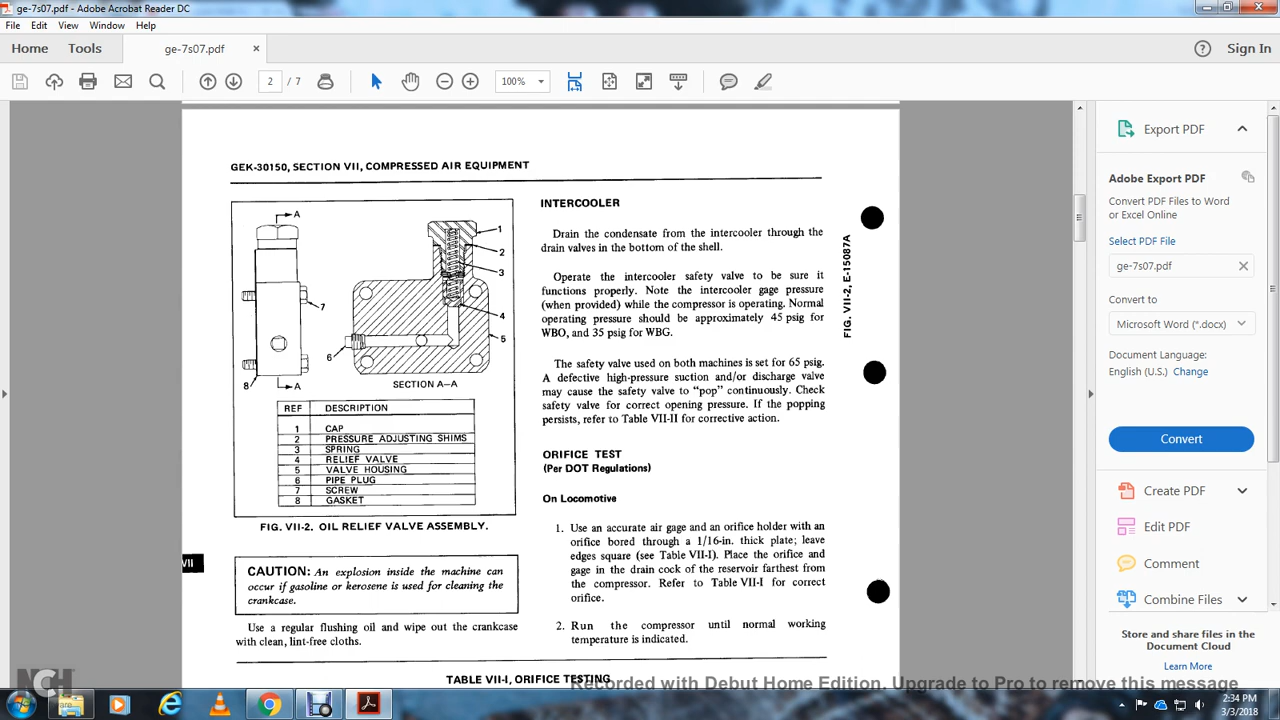 ge-7s07.pdf - Adobe Acrobat Reader DC
File Edit View Window Help
Home Tools ge-7s07.pdf × Sign In
2 / 7 100%
GEK-30150, SECTION VII, COMPRESSED AIR EQUIPMENT
A
1
2
3
7
4
5
6
8
A
SECTION A–A
REF DESCRIPTION
1 CAP
2 PRESSURE ADJUSTING SHIMS
3 SPRING
4 RELIEF VALVE
5 VALVE HOUSING
6 PIPE PLUG
7 SCREW
8 GASKET
FIG. VII-2. OIL RELIEF VALVE ASSEMBLY.
VII
CAUTION: An explosion inside the machine can
occur if gasoline or kerosene is used for cleaning the
crankcase.
Use a regular flushing oil and wipe out the crankcase
with clean, lint-free cloths.
INTERCOOLER
Drain the condensate from the intercooler through the
drain valves in the bottom of the shell.
Operate the intercooler safety valve to be sure it
functions properly. Note the intercooler gage pressure
(when provided) while the compressor is operating. Normal
operating pressure should be approximately 45 psig for
WBO, and 35 psig for WBG.
The safety valve used on both machines is set for 65 psig.
A defective high-pressure suction and/or discharge valve
may cause the safety valve to "pop" continuously. Check
safety valve for correct opening pressure. If the popping
persists, refer to Table VII-II for corrective action.
ORIFICE TEST
(Per DOT Regulations)
On Locomotive
1. Use an accurate air gage and an orifice holder with an
orifice bored through a 1/16-in. thick plate; leave
edges square (see Table VII-I). Place the orifice and
gage in the drain cock of the reservoir farthest from
the compressor. Refer to Table VII-I for correct
orifice.
2. Run the compressor until normal working
temperature is indicated.
FIG. VII-2, E-15087A
TABLE VII-I, ORIFICE TESTING
Export PDF
Adobe Export PDF
Convert PDF Files to Word
or Excel Online
Select PDF File
ge-7s07.pdf
Convert to
Microsoft Word (*.docx)
Document Language:
English (U.S.) Change
Convert
Create PDF
Edit PDF
Comment
Combine Files
Store and share files in the
Document Cloud
Learn More
NCH
Recorded with Debut Home Edition. Upgrade to Pro to remove this message
2:34 PM
3/3/2018